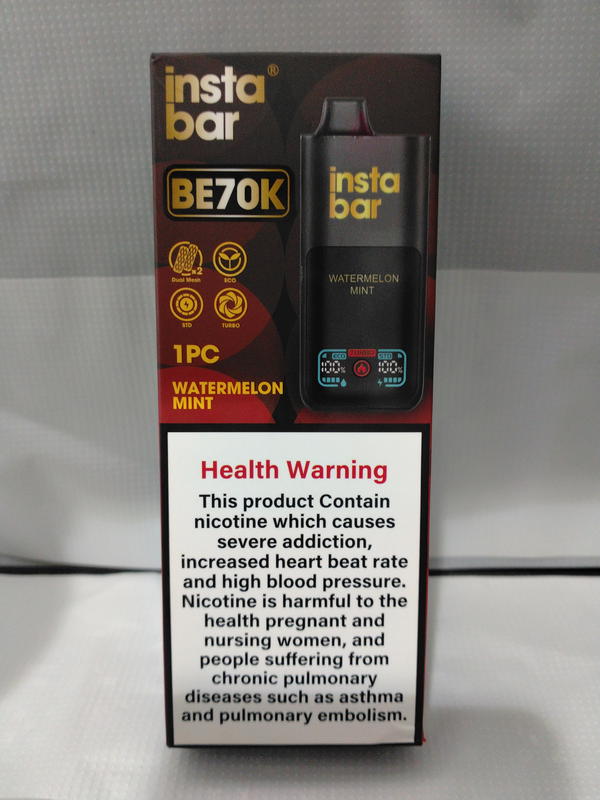 insta®
bar
BE70K
x2
Dual Mesh
ECO
STD
TURBO
1PC
WATERMELON
MINT
insta
bar
WATERMELON
MINT
ECO TURBO STD
100% 100%
Health Warning
This product Contain
nicotine which causes
severe addiction,
increased heart beat rate
and high blood pressure.
Nicotine is harmful to the
health pregnant and
nursing women, and
people suffering from
chronic pulmonary
diseases such as asthma
and pulmonary embolism.